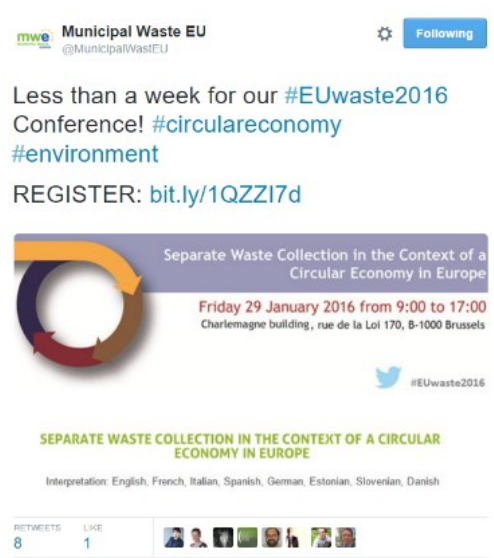 mwe
Municipal Waste EU
@MunicipalWastEU
Following
Less than a week for our #EUwaste2016
Conference! #circulareconomy
#environment
REGISTER: bit.ly/1QZZI7d
Separate Waste Collection in the Context of a
Circular Economy in Europe
Friday 29 January 2016 from 9:00 to 17:00
Charlemagne building, rue de la Loi 170, B-1000 Brussels
#EUwaste2016
SEPARATE WASTE COLLECTION IN THE CONTEXT OF A CIRCULAR
ECONOMY IN EUROPE
Interpretation: English, French, Italian, Spanish, German, Estonian, Slovenian, Danish
RETWEETS LIKE
8 1